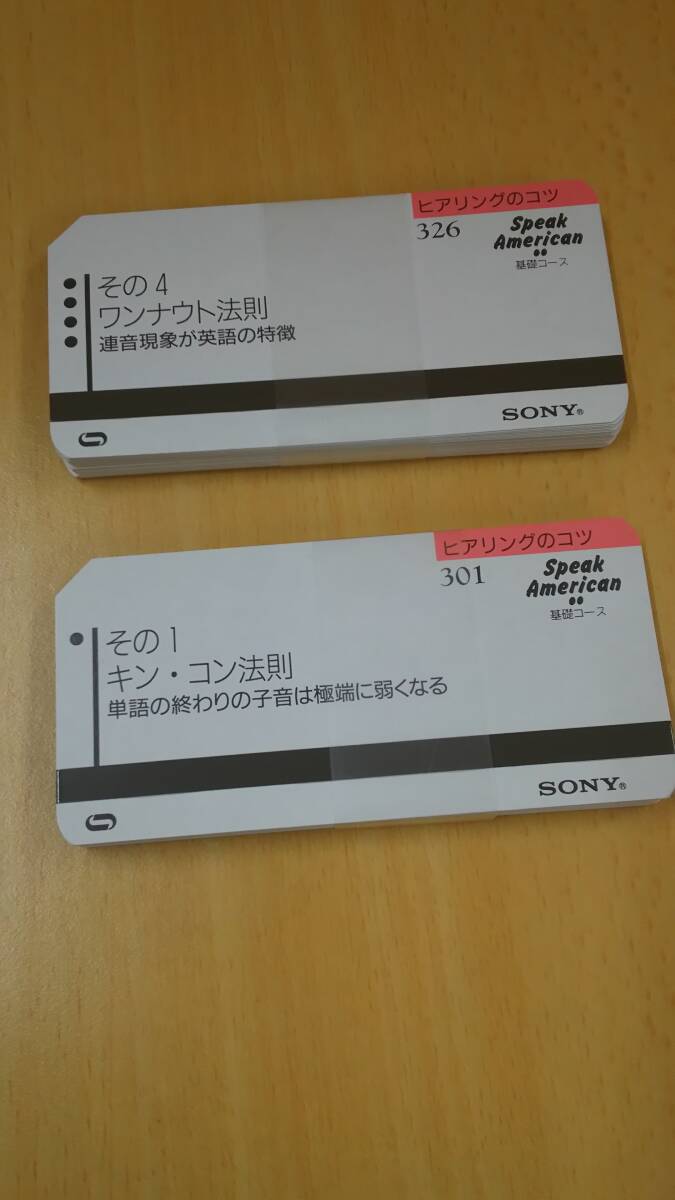 ヒアリングのコツ
326
Speak
American
基礎コース
その4
ワンナウト法則
連音現象が英語の特徴
SONY®
ヒアリングのコツ
301
Speak
American
基礎コース
その1
キン・コン法則
単語の終わりの子音は極端に弱くなる
SONY®